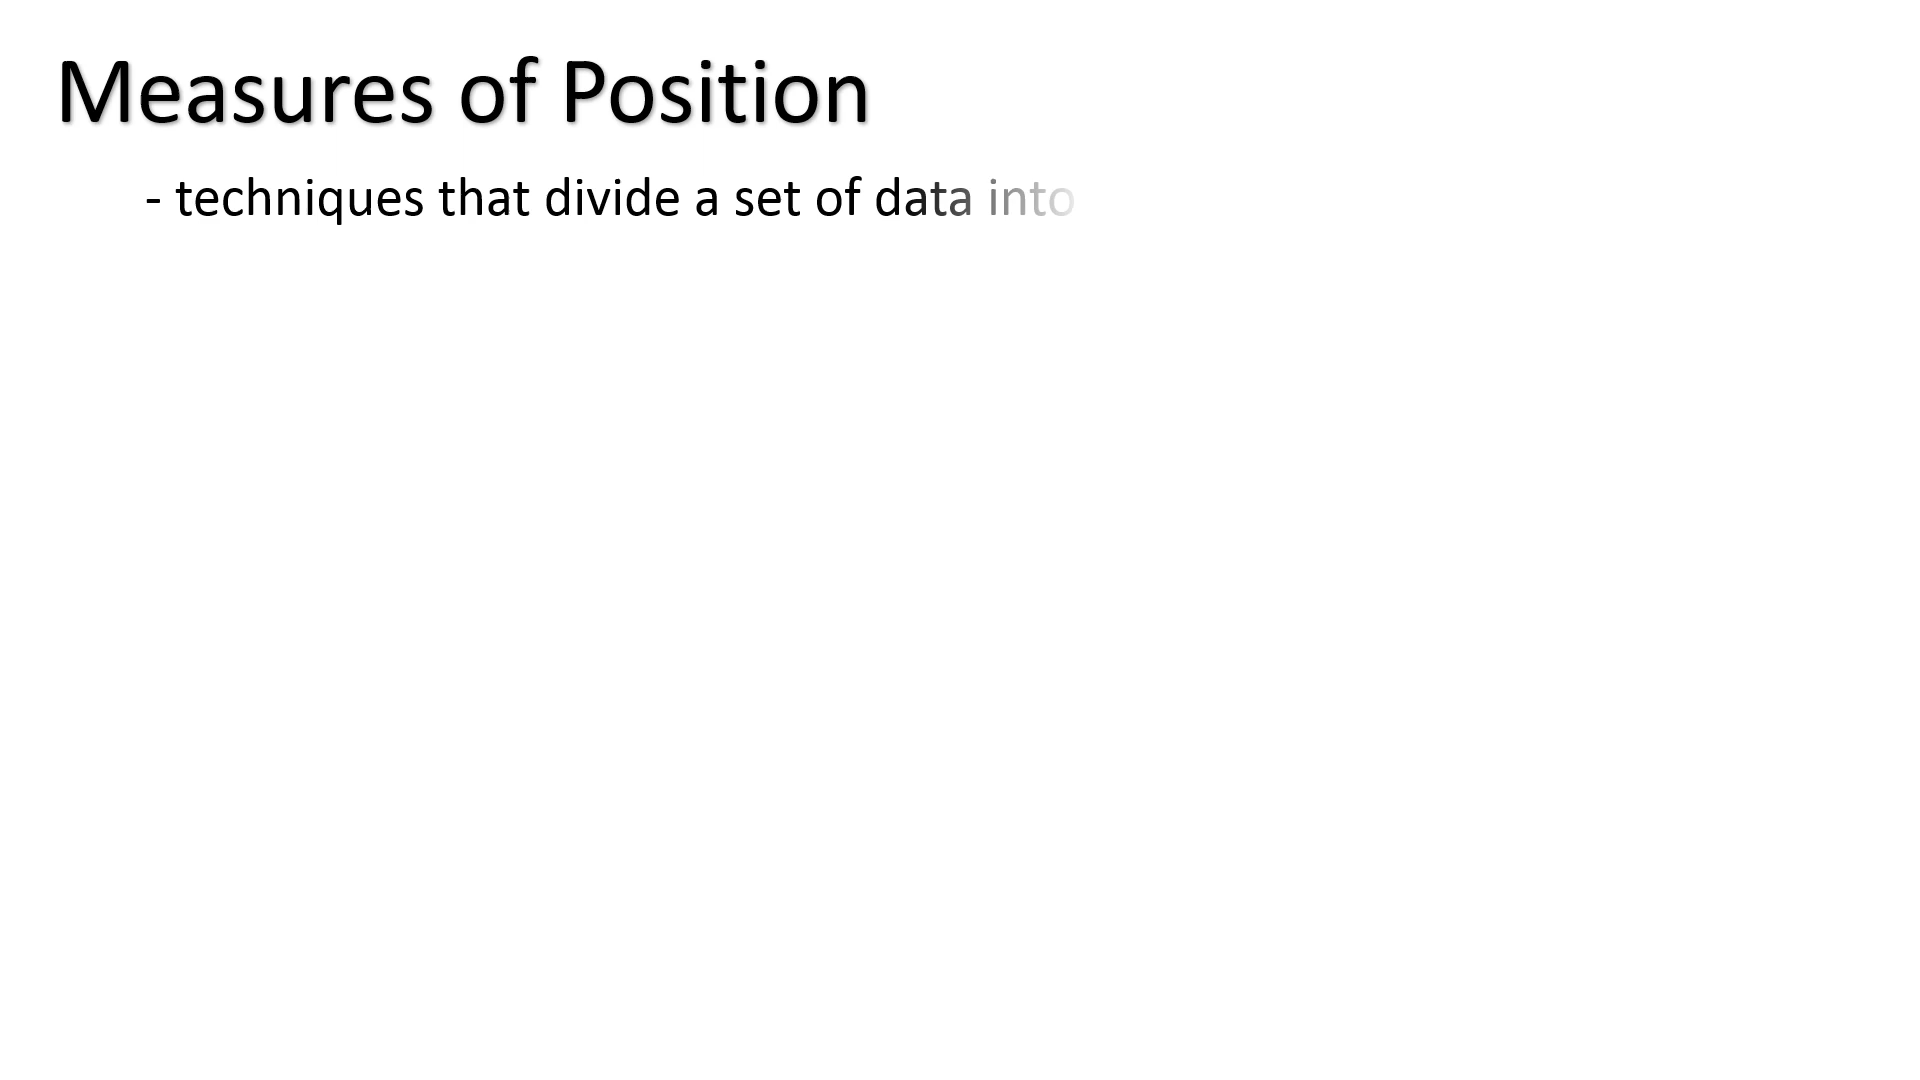 Measures of Position
- techniques that divide a set of data into